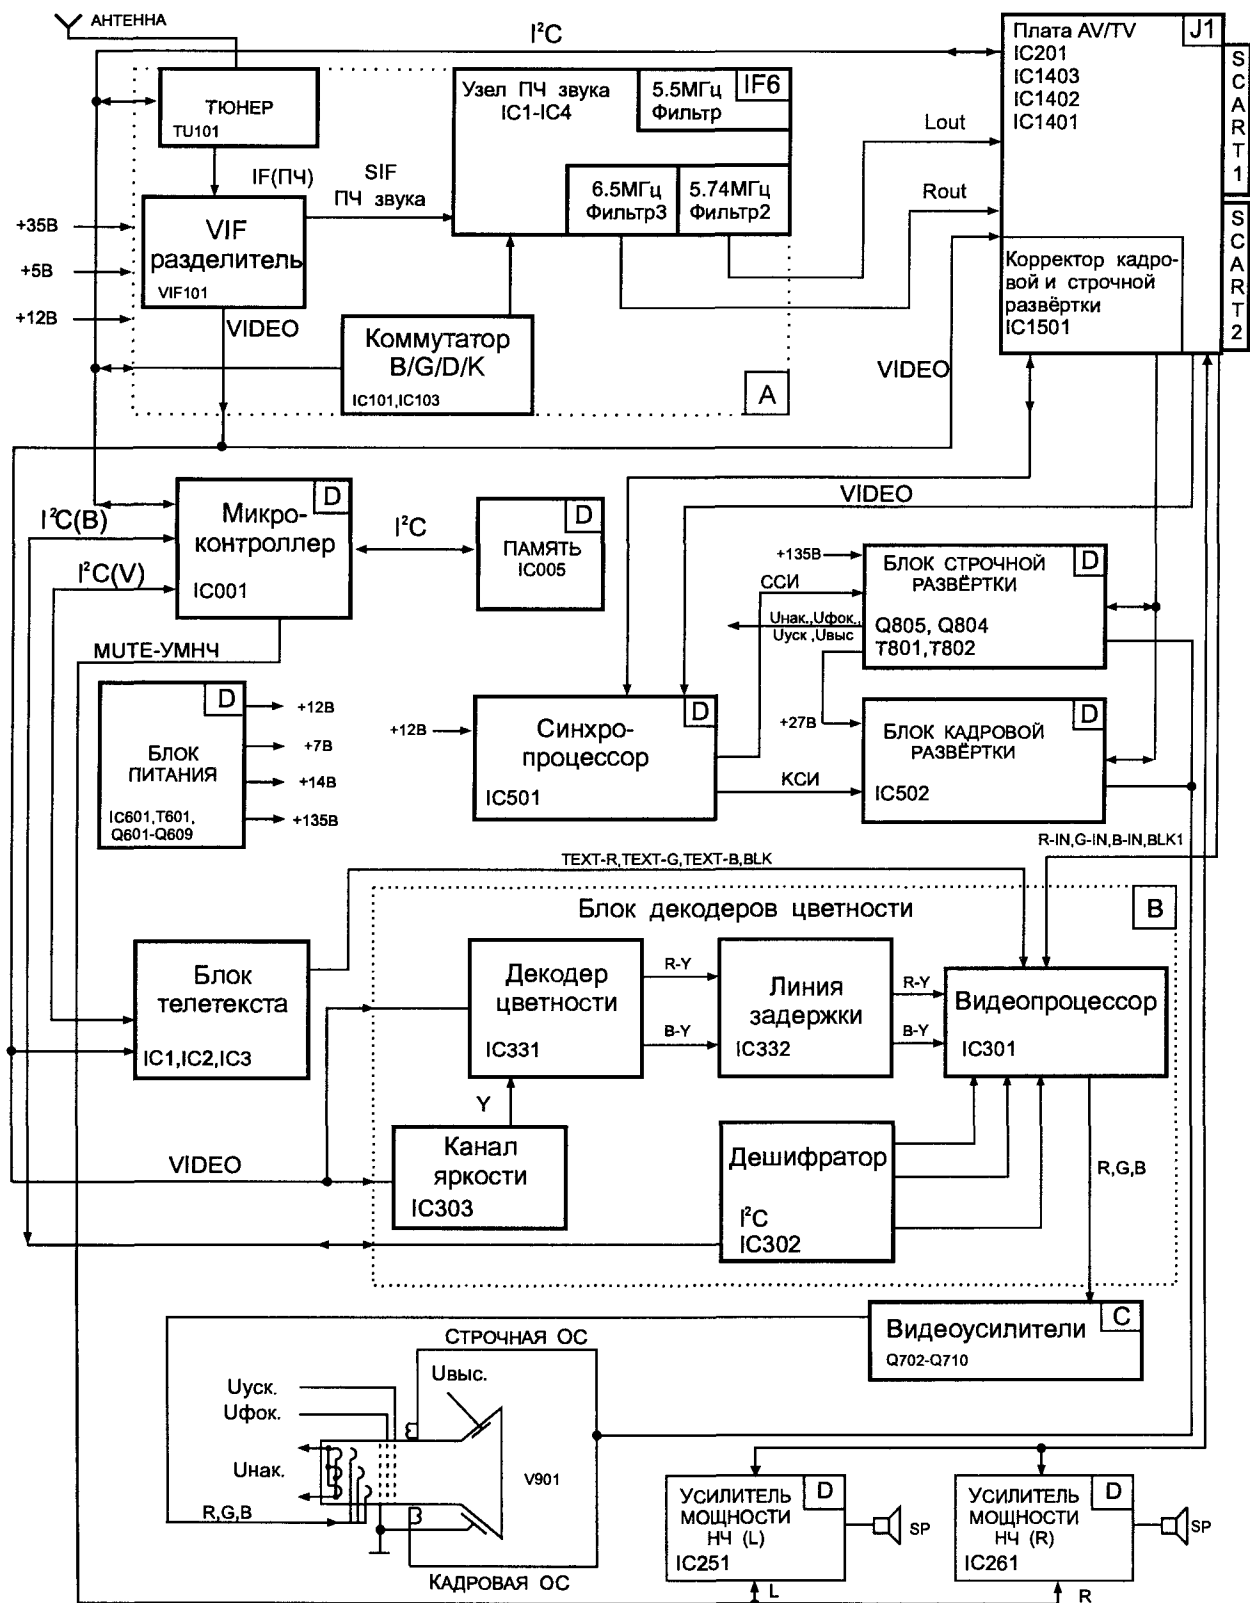 АНТЕННА
I²C
Плата AV/TV
J1
IC201
IC1403
IC1402
IC1401
SCART1
SCART2
ТЮНЕР
TU101
Узел ПЧ звука
IC1-IC4
5.5МГц
Фильтр
IF6
6.5МГц
Фильтр3
5.74МГц
Фильтр2
Lout
Rout
IF(ПЧ)
SIF
ПЧ звука
+35В
+5В
+12В
VIF
разделитель
VIF101
VIDEO
Коммутатор
B/G/D/K
IC101,IC103
A
VIDEO
Корректор кадро-
вой и строчной
развёртки
IC1501
I²C(B)
I²C(V)
Микро-
контроллер
IC001
D
I²C
ПАМЯТЬ
IC005
D
VIDEO
MUTE-УМНЧ
+135В
ССИ
Uнак.,Uфок.,
Uуск ,Uвыс
БЛОК СТРОЧНОЙ
РАЗВЁРТКИ
D
Q805, Q804
T801,T802
БЛОК
ПИТАНИЯ
D
IC601,T601,
Q601-Q609
+12В
+7В
+14В
+135В
+12В
Синхро-
процессор
IC501
D
КСИ
+27В
БЛОК КАДРОВОЙ
РАЗВЁРТКИ
D
IC502
R-IN,G-IN,B-IN,BLK1
TEXT-R,TEXT-G,TEXT-B,BLK
Блок декодеров цветности
B
Блок
телетекста
IC1,IC2,IC3
Декодер
цветности
IC331
R-Y
B-Y
Линия
задержки
IC332
R-Y
B-Y
Видеопроцессор
IC301
Y
VIDEO
Канал
яркости
IC303
Дешифратор
I²C
IC302
R,G,B
Видеоусилители
C
Q702-Q710
СТРОЧНАЯ ОС
Uуск.
Uфок.
Uнак.
R,G,B
Uвыс.
V901
КАДРОВАЯ ОС
УСИЛИТЕЛЬ
МОЩНОСТИ
НЧ (L)
IC251
D
SP
L
УСИЛИТЕЛЬ
МОЩНОСТИ
НЧ (R)
IC261
D
SP
R